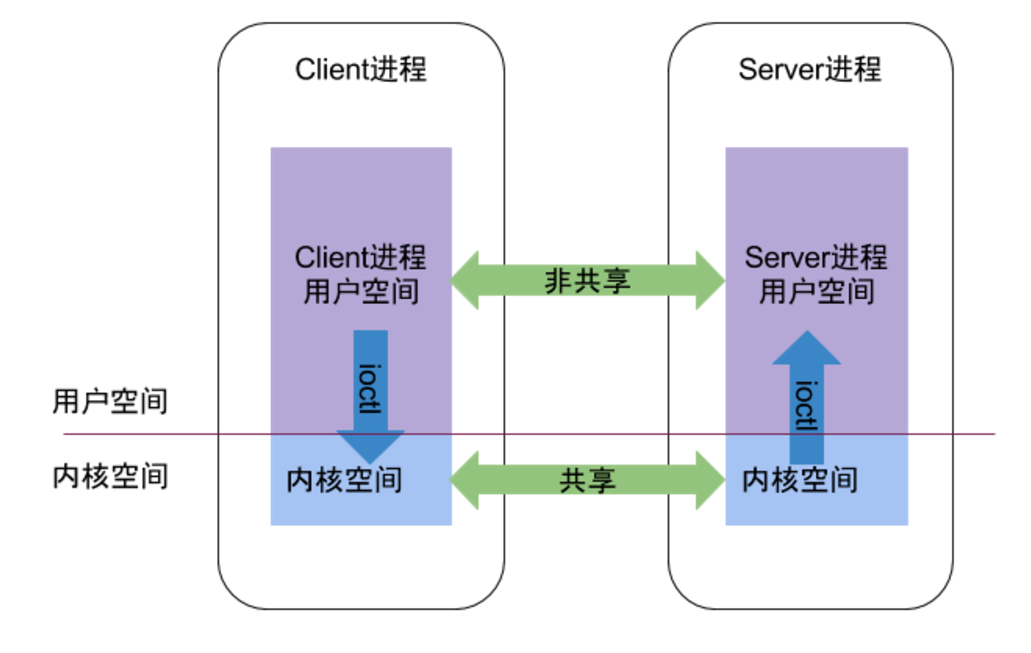 Client进程
Server进程
Client进程
用户空间
非共享
Server进程
用户空间
ioctl
ioctl
用户空间
内核空间
内核空间
共享
内核空间